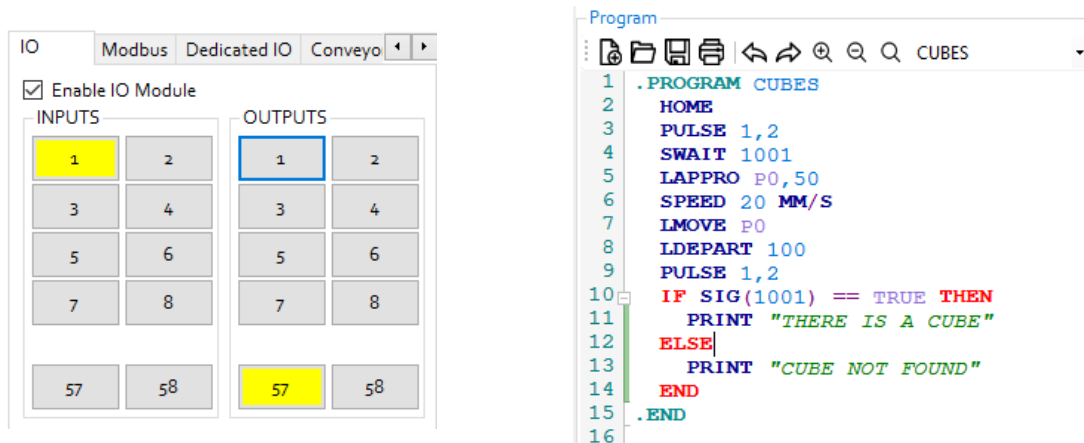 IO Modbus Dedicated IO Conveyo
Enable IO Module
INPUTS
1 2
3 4
5 6
7 8
57 58
OUTPUTS
1 2
3 4
5 6
7 8
57 58
Program
CUBES
1 .PROGRAM CUBES
2 HOME
3 PULSE 1,2
4 SWAIT 1001
5 LAPPRO P0,50
6 SPEED 20 MM/S
7 LMOVE P0
8 LDEPART 100
9 PULSE 1,2
10 IF SIG(1001) == TRUE THEN
11 PRINT "THERE IS A CUBE"
12 ELSE
13 PRINT "CUBE NOT FOUND"
14 END
15 .END
16